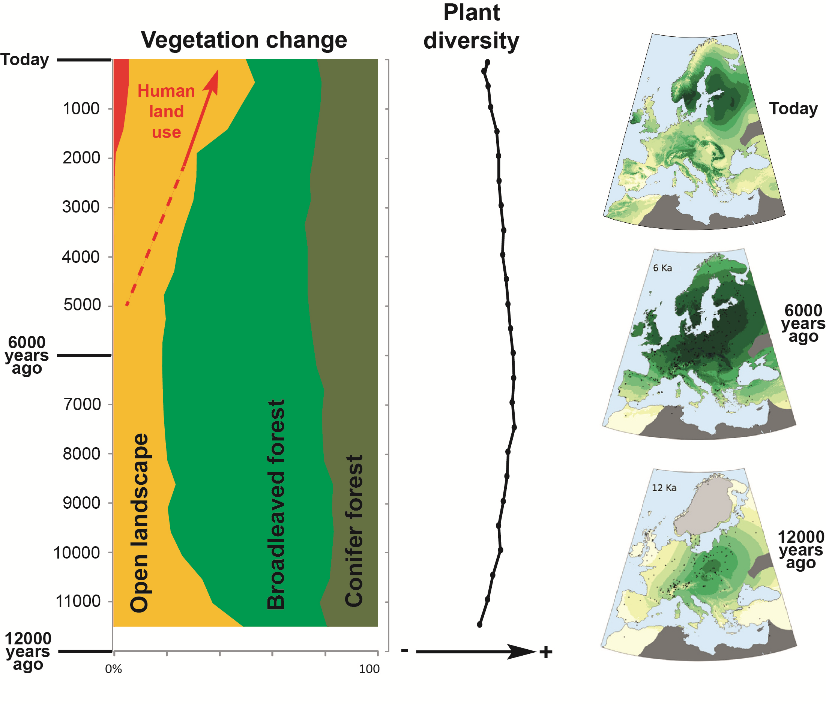 Vegetation change
Plant
diversity
Today
1000
2000
3000
4000
5000
6000
years
ago
7000
8000
9000
10000
11000
12000
years
ago
Human
land
use
Open landscape
Broadleaved forest
Conifer forest
0%
100
-
+
Today
6 Ka
6000
years
ago
12 Ka
12000
years
ago